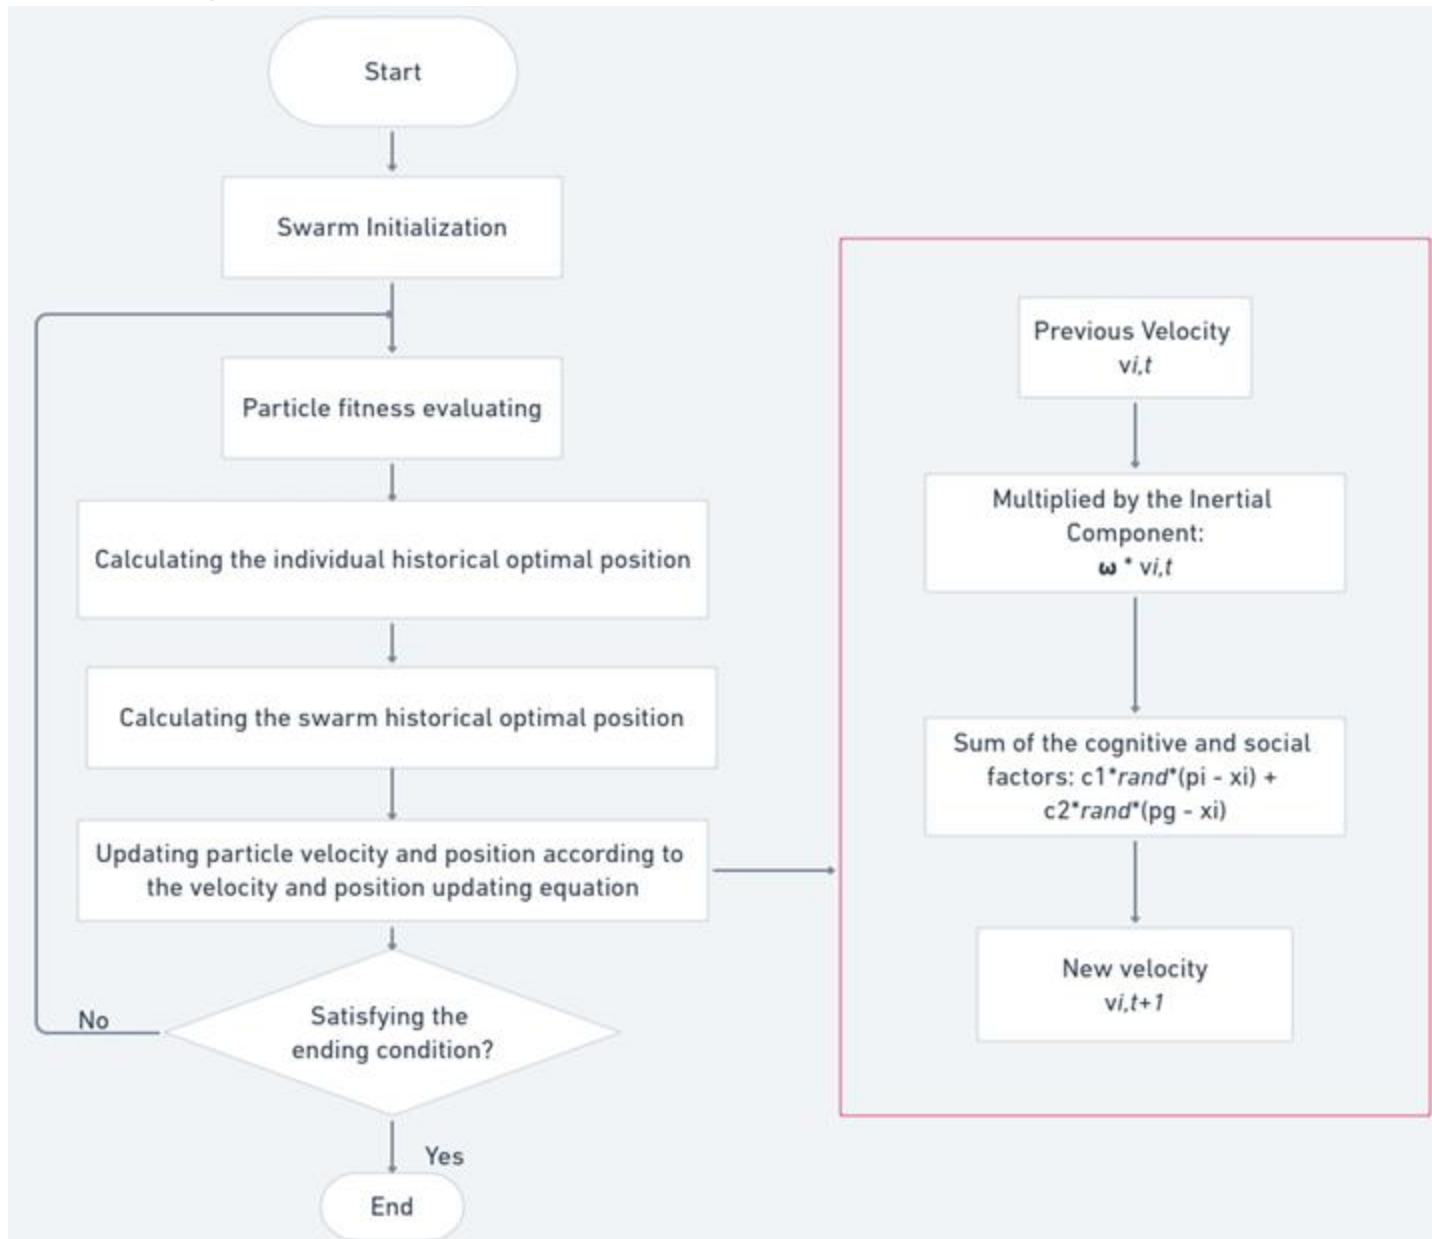 Start
Swarm Initialization
Particle fitness evaluating
Calculating the individual historical optimal position
Calculating the swarm historical optimal position
Updating particle velocity and position according to
the velocity and position updating equation
Satisfying the
ending condition?
No
Yes
End
Previous Velocity
vi,t
Multiplied by the Inertial
Component:
ω * vi,t
Sum of the cognitive and social
factors: c1*rand*(pi - xi) +
c2*rand*(pg - xi)
New velocity
vi,t+1